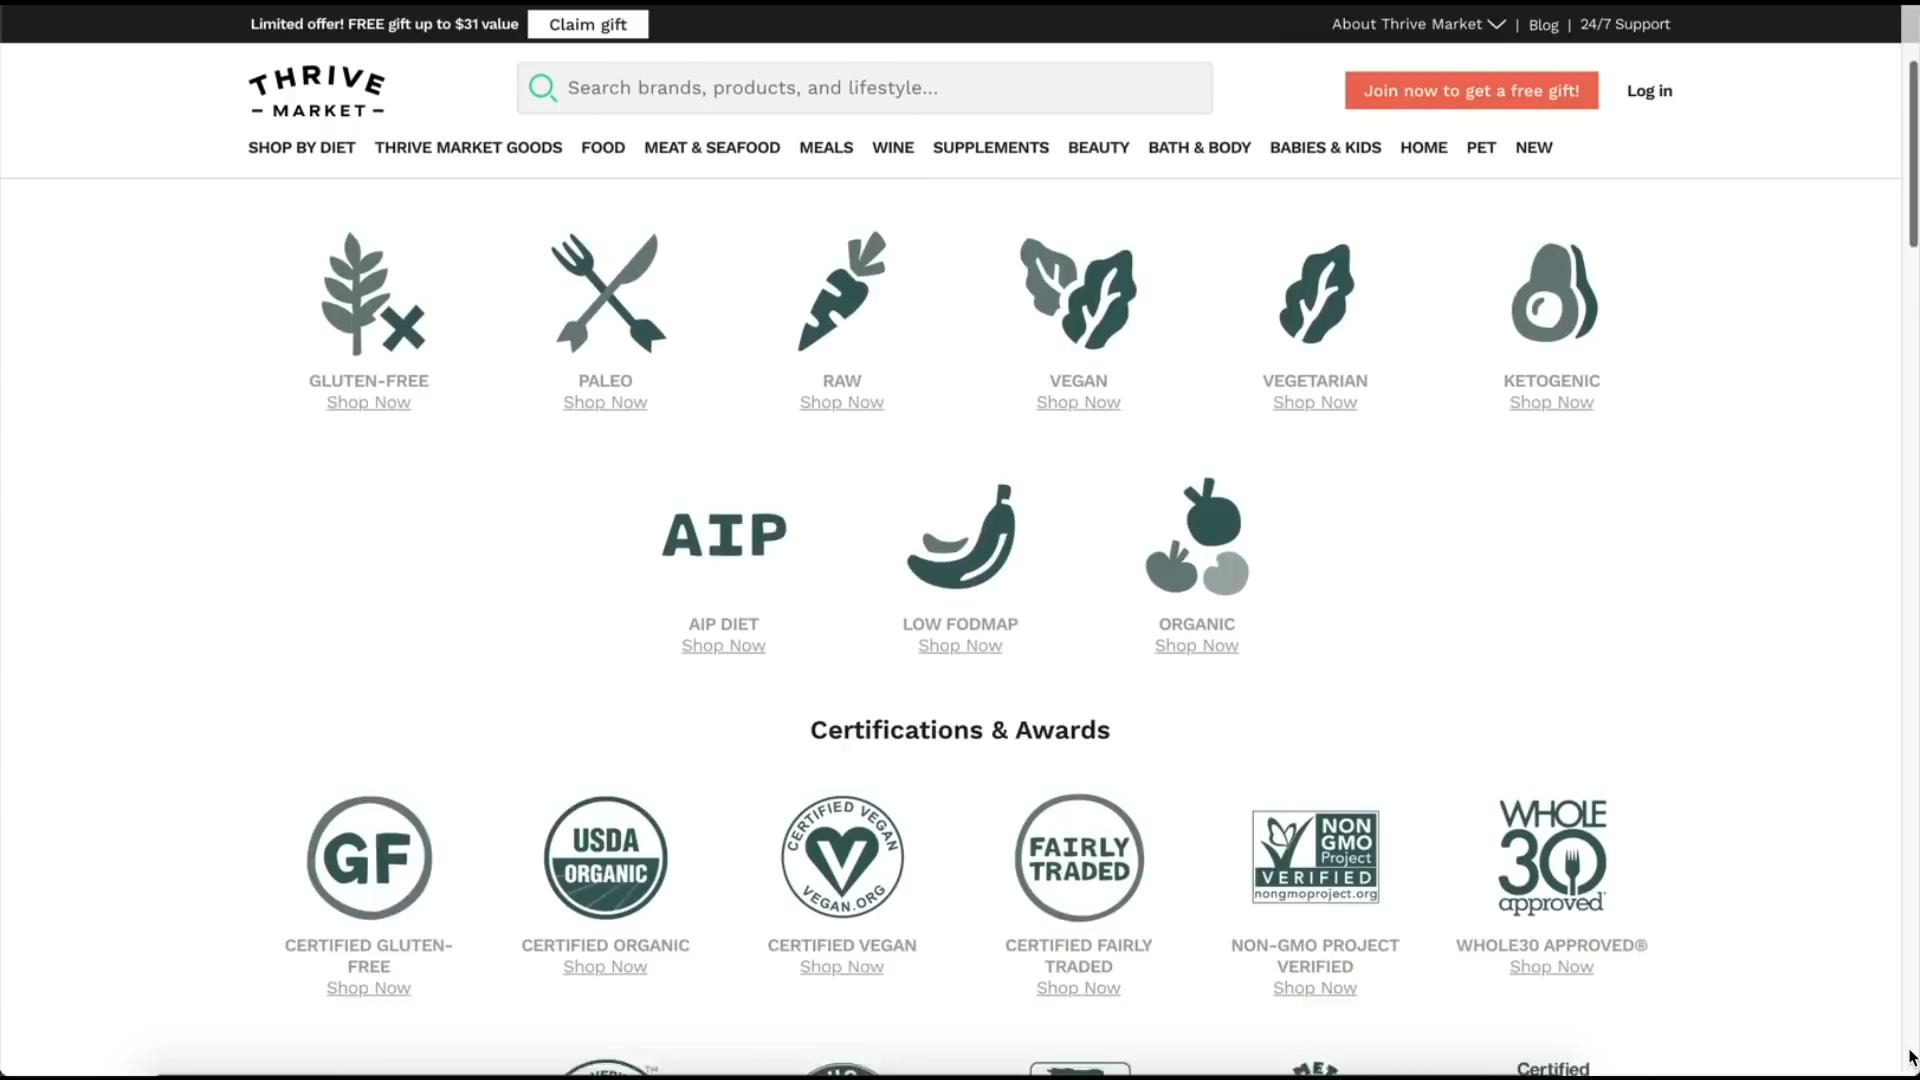 Limited offer! FREE gift up to $31 value
Claim gift
About Thrive Market | Blog | 24/7 Support
THRIVE
MARKET
Search brands, products, and lifestyle...
Join now to get a free gift!
Log in
SHOP BY DIET THRIVE MARKET GOODS FOOD MEAT & SEAFOOD MEALS WINE SUPPLEMENTS BEAUTY BATH & BODY BABIES & KIDS HOME PET NEW
GLUTEN-FREE
Shop Now
PALEO
Shop Now
RAW
Shop Now
VEGAN
Shop Now
VEGETARIAN
Shop Now
KETOGENIC
Shop Now
AIP
AIP DIET
Shop Now
LOW FODMAP
Shop Now
ORGANIC
Shop Now
Certifications & Awards
GF
CERTIFIED GLUTEN-
FREE
Shop Now
USDA
ORGANIC
CERTIFIED ORGANIC
Shop Now
CERTIFIED VEGAN
V
VEGAN.ORG
CERTIFIED VEGAN
Shop Now
FAIRLY
TRADED
CERTIFIED FAIRLY
TRADED
Shop Now
NON
GMO
Project
VERIFIED
nongmoproject.org
NON-GMO PROJECT
VERIFIED
Shop Now
WHOLE
30
approved
WHOLE30 APPROVED®
Shop Now
Certified